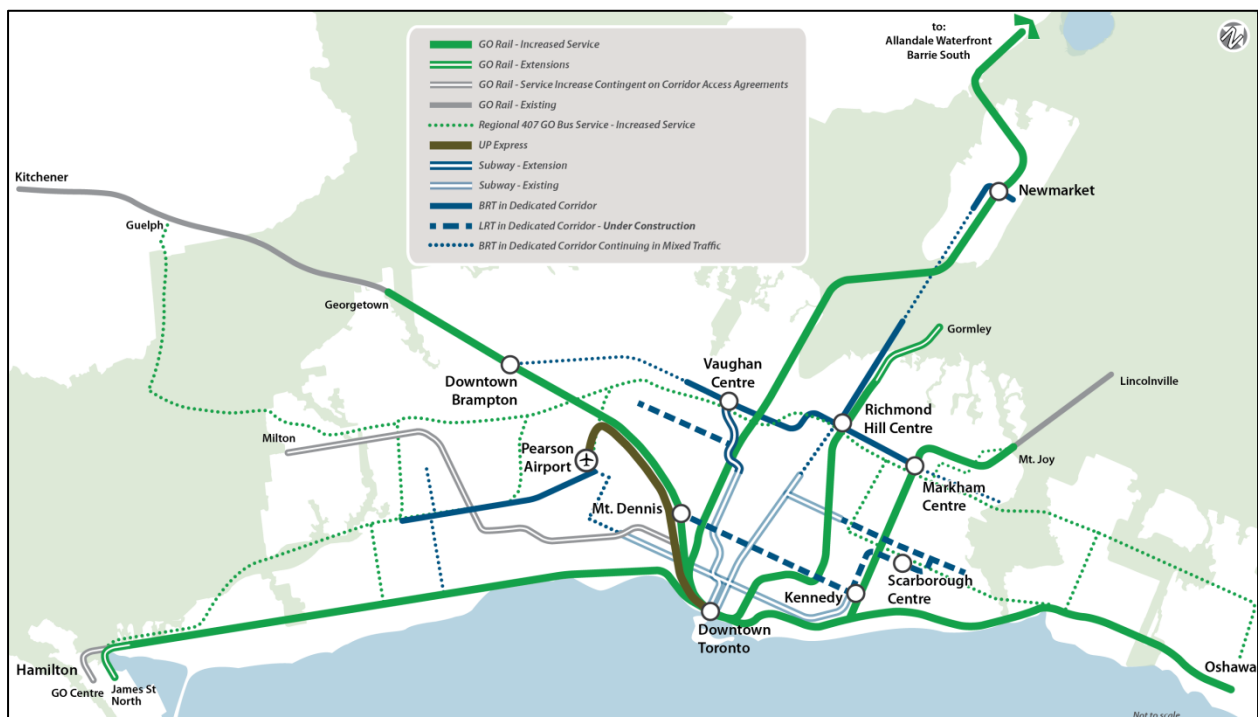 to:
Allandale Waterfront
Barrie South
GO Rail - Increased Service
GO Rail - Extensions
GO Rail - Service Increase Contingent on Corridor Access Agreements
GO Rail - Existing
Regional 407 GO Bus Service - Increased Service
UP Express
Subway - Extension
Subway - Existing
BRT in Dedicated Corridor
LRT in Dedicated Corridor - Under Construction
BRT in Dedicated Corridor Continuing in Mixed Traffic
Kitchener
Newmarket
Guelph
Georgetown
Gormley
Vaughan
Centre
Downtown
Brampton
Lincolnville
Richmond
Hill Centre
Milton
Pearson
Airport
Mt. Joy
Markham
Centre
Mt. Dennis
Scarborough
Centre
Kennedy
Downtown
Toronto
Hamilton
GO Centre
James St
North
Oshawa
Not to scale